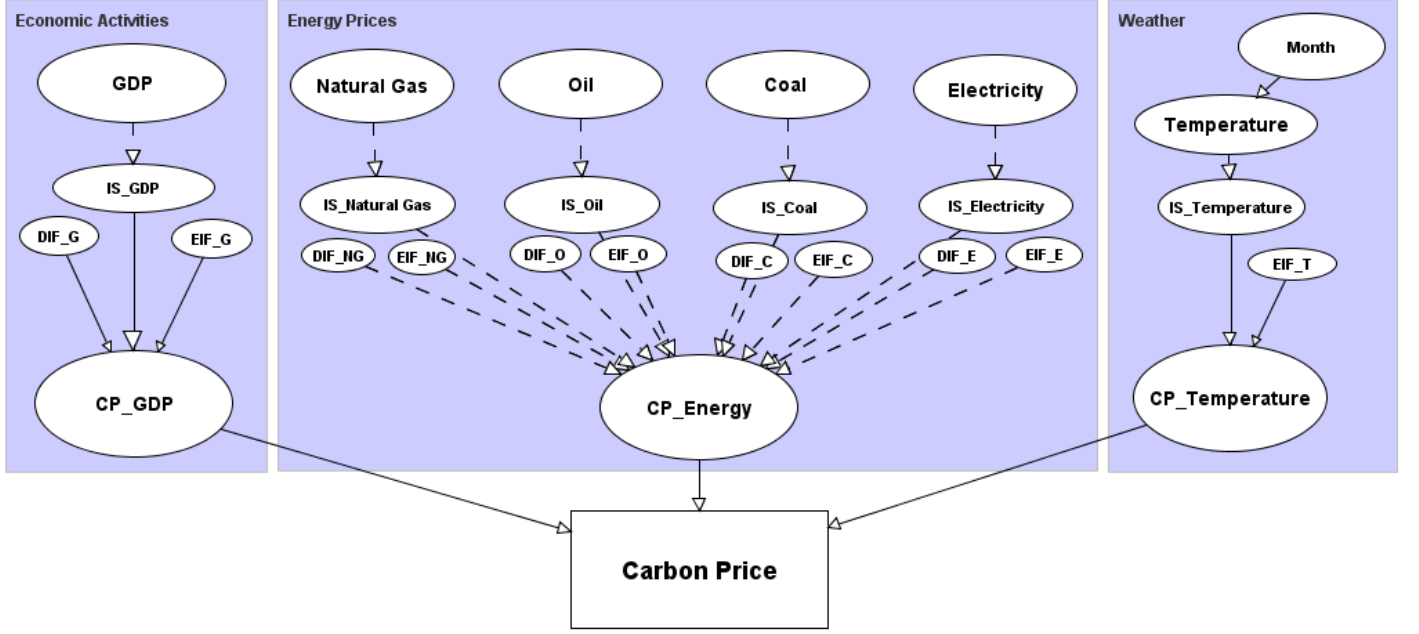 Economic Activities
GDP
IS_GDP
DIF_G
EIF_G
CP_GDP
Energy Prices
Natural Gas
Oil
Coal
Electricity
IS_Natural Gas
IS_Oil
IS_Coal
IS_Electricity
DIF_NG
EIF_NG
DIF_O
EIF_O
DIF_C
EIF_C
DIF_E
EIF_E
CP_Energy
Weather
Month
Temperature
IS_Temperature
EIF_T
CP_Temperature
Carbon Price